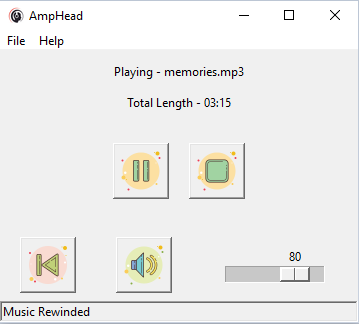 AmpHead
File Help
Playing - memories.mp3
Total Length - 03:15
80
Music Rewinded